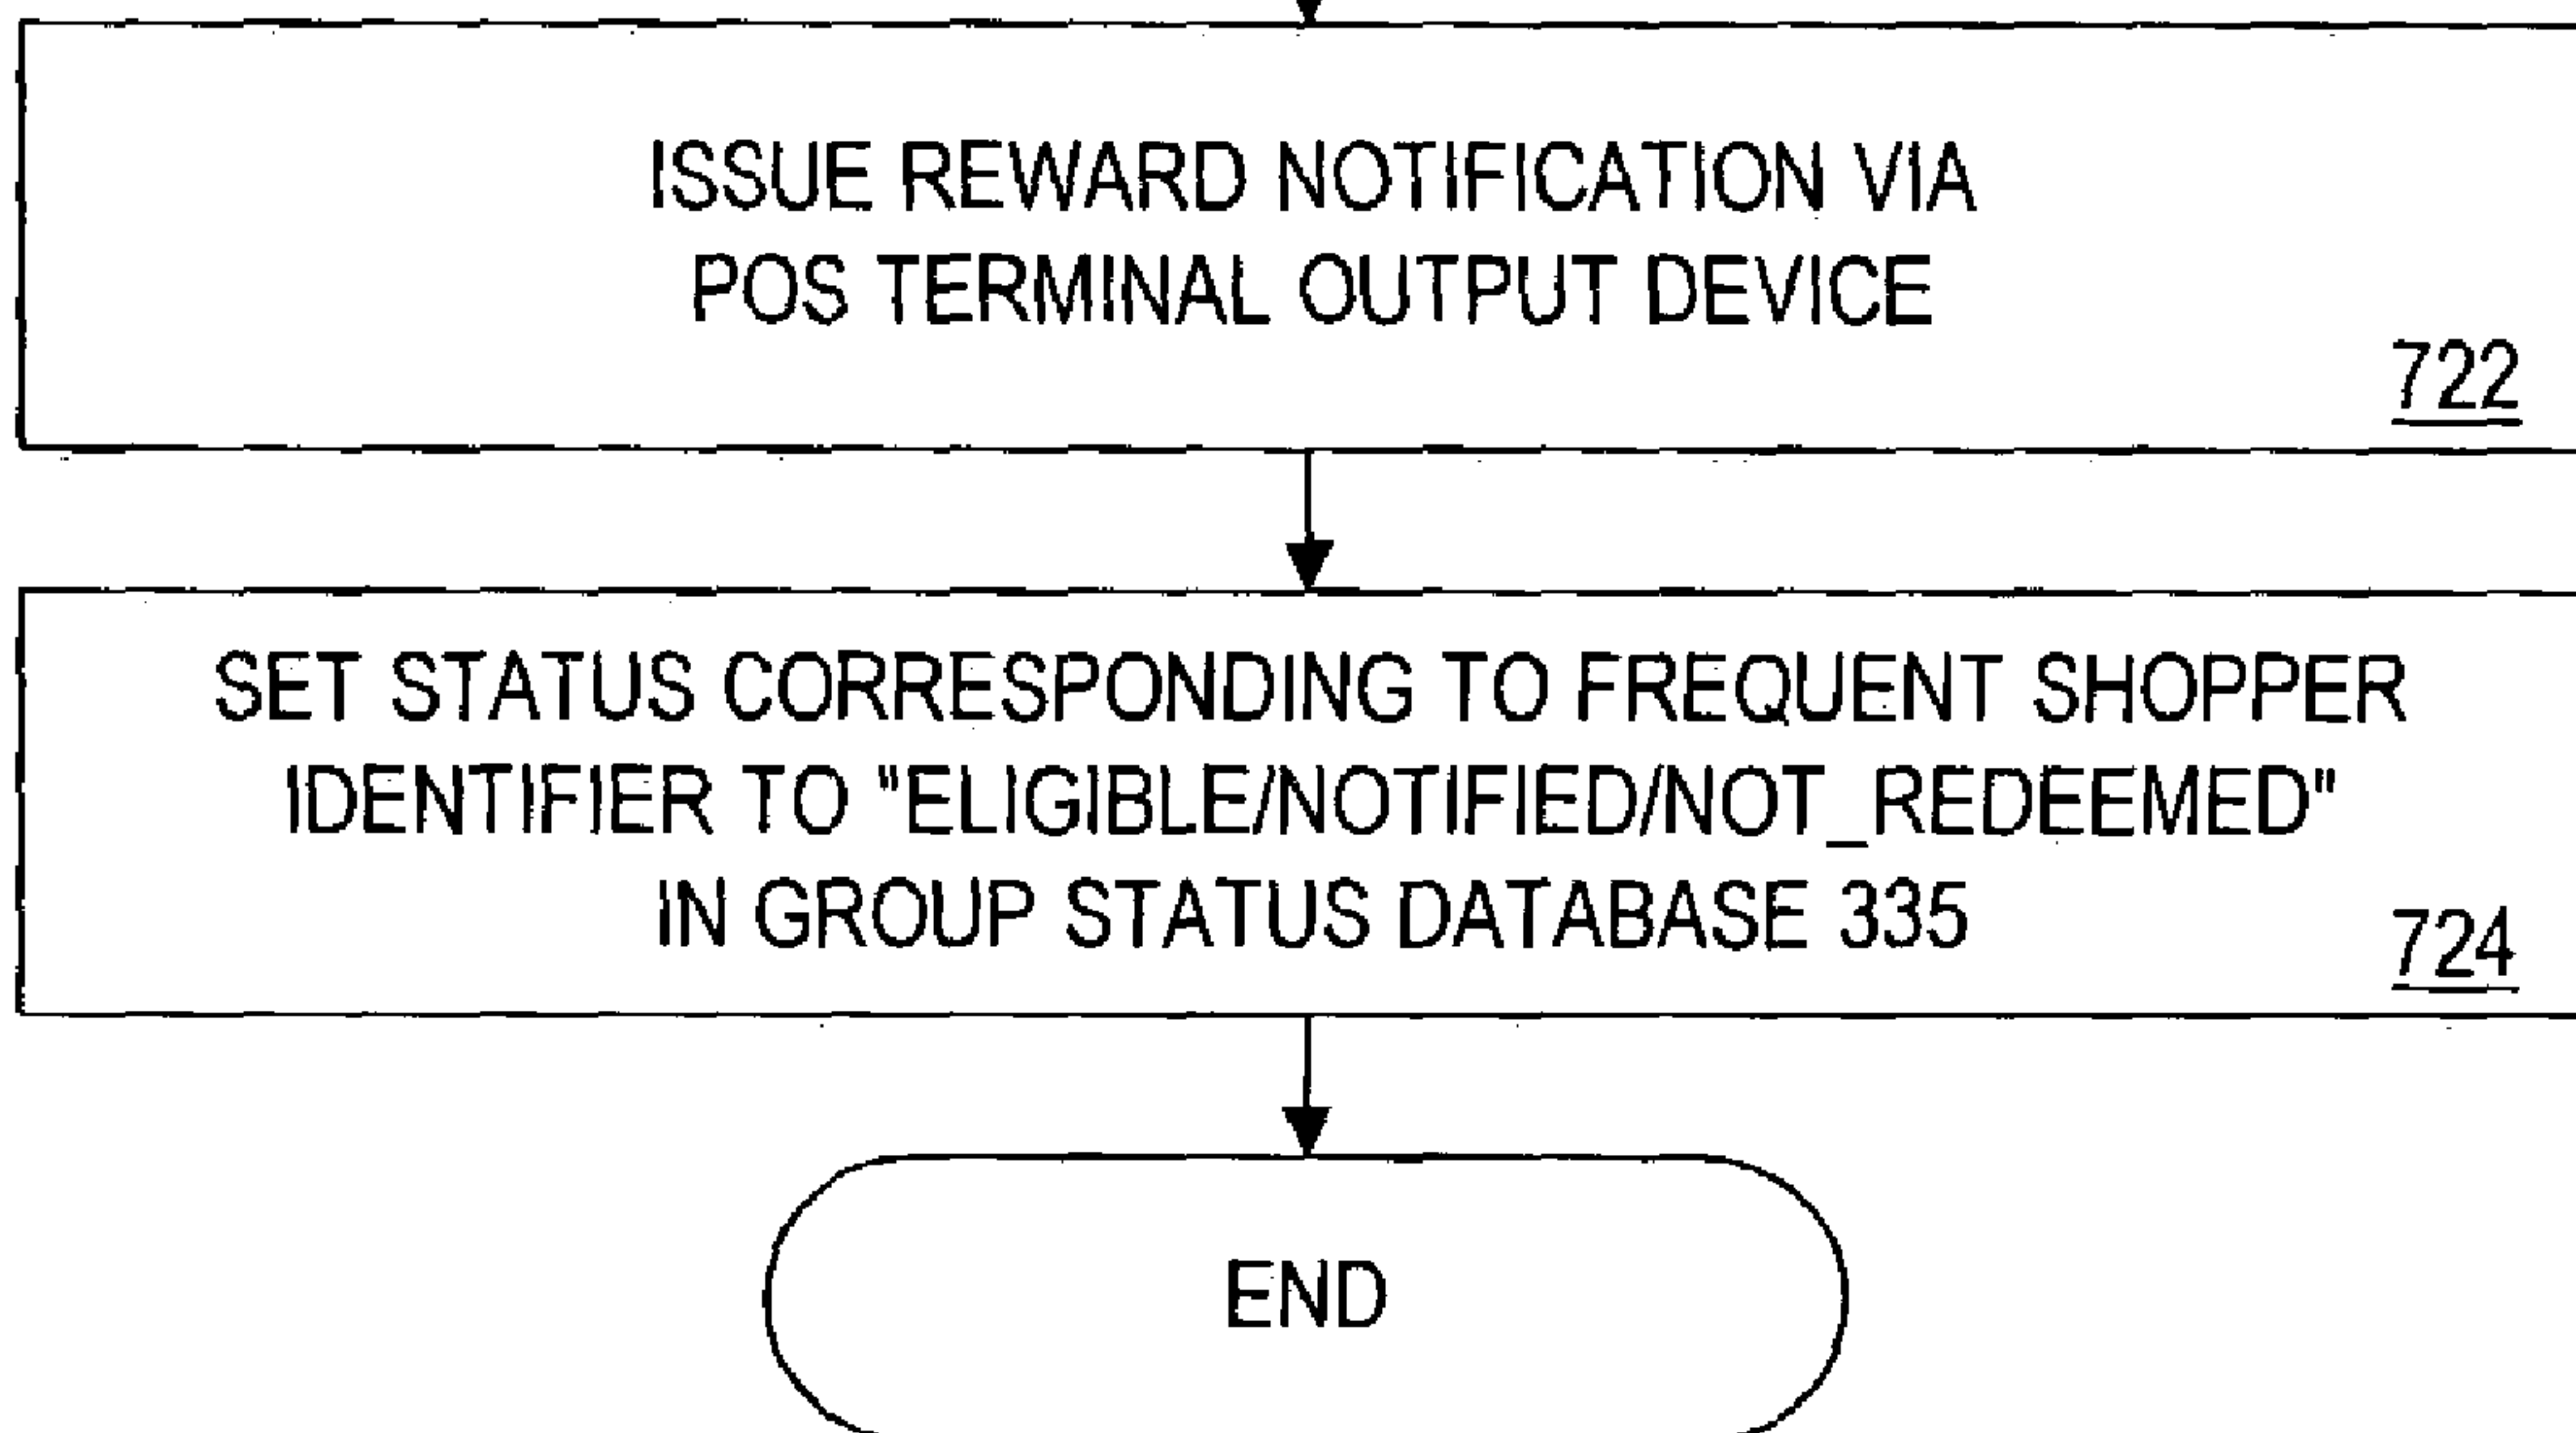 ISSUE REWARD NOTIFICATION VIA
POS TERMINAL OUTPUT DEVICE
722
SET STATUS CORRESPONDING TO FREQUENT SHOPPER
IDENTIFIER TO "ELIGIBLE/NOTIFIED/NOT_REDEEMED"
IN GROUP STATUS DATABASE 335
724
END